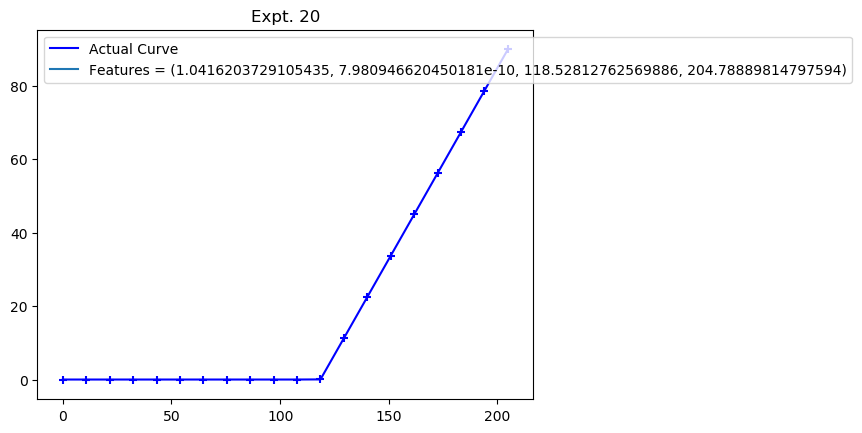 Expt. 20
Actual Curve
Features = (1.0416203729105435, 7.980946620450181e-10, 118.52812762569886, 204.78889814797594)
80
60
40
20
0
0 50 100 150 200